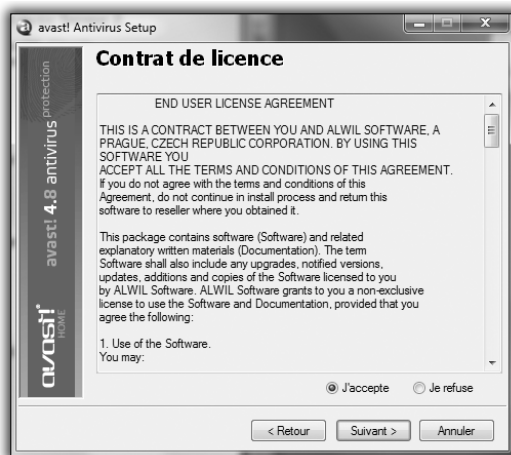 avast! Antivirus Setup
X
avast! 4.8 antivirus protection
avast!
HOME
Contrat de licence
END USER LICENSE AGREEMENT
THIS IS A CONTRACT BETWEEN YOU AND ALWIL SOFTWARE, A
PRAGUE, CZECH REPUBLIC CORPORATION. BY USING THIS
SOFTWARE YOU
ACCEPT ALL THE TERMS AND CONDITIONS OF THIS AGREEMENT.
If you do not agree with the terms and conditions of this
Agreement, do not continue in install process and return this
software to reseller where you obtained it.
This package contains software (Software) and related
explanatory written materials (Documentation). The term
Software shall also include any upgrades, notified versions,
updates, additions and copies of the Software licensed to you
by ALWIL Software. ALWIL Software grants to you a non-exclusive
license to use the Software and Documentation, provided that you
agree the following:
1. Use of the Software.
You may:
J'accepte
Je refuse
< Retour
Suivant >
Annuler